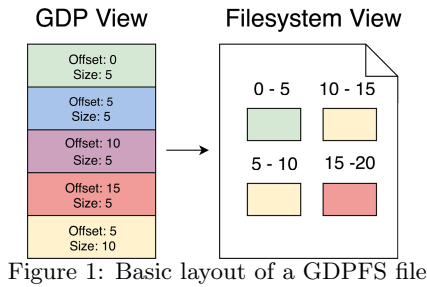 GDP View
Filesystem View
Offset: 0
Size: 5
Offset: 5
Size: 5
Offset: 10
Size: 5
Offset: 15
Size: 5
Offset: 5
Size: 10
0 - 5
10 - 15
5 - 10
15 -20
Figure 1: Basic layout of a GDPFS file